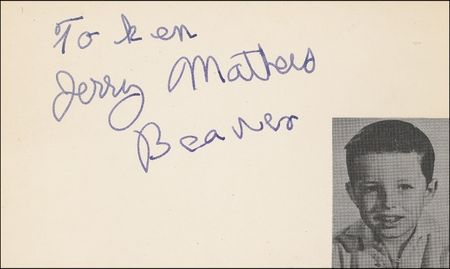 To Ken
Jerry Mathers
Beaver